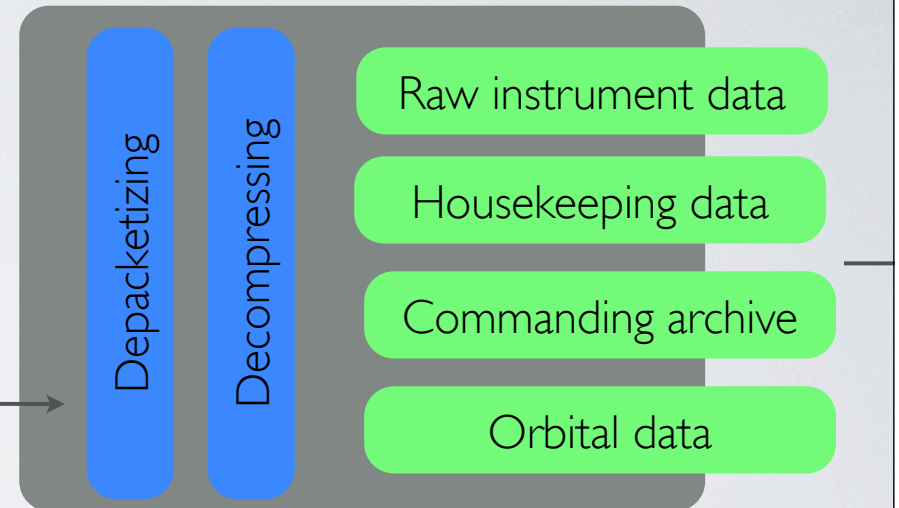 Depacketizing
Decompressing
Raw instrument data
Housekeeping data
Commanding archive
Orbital data